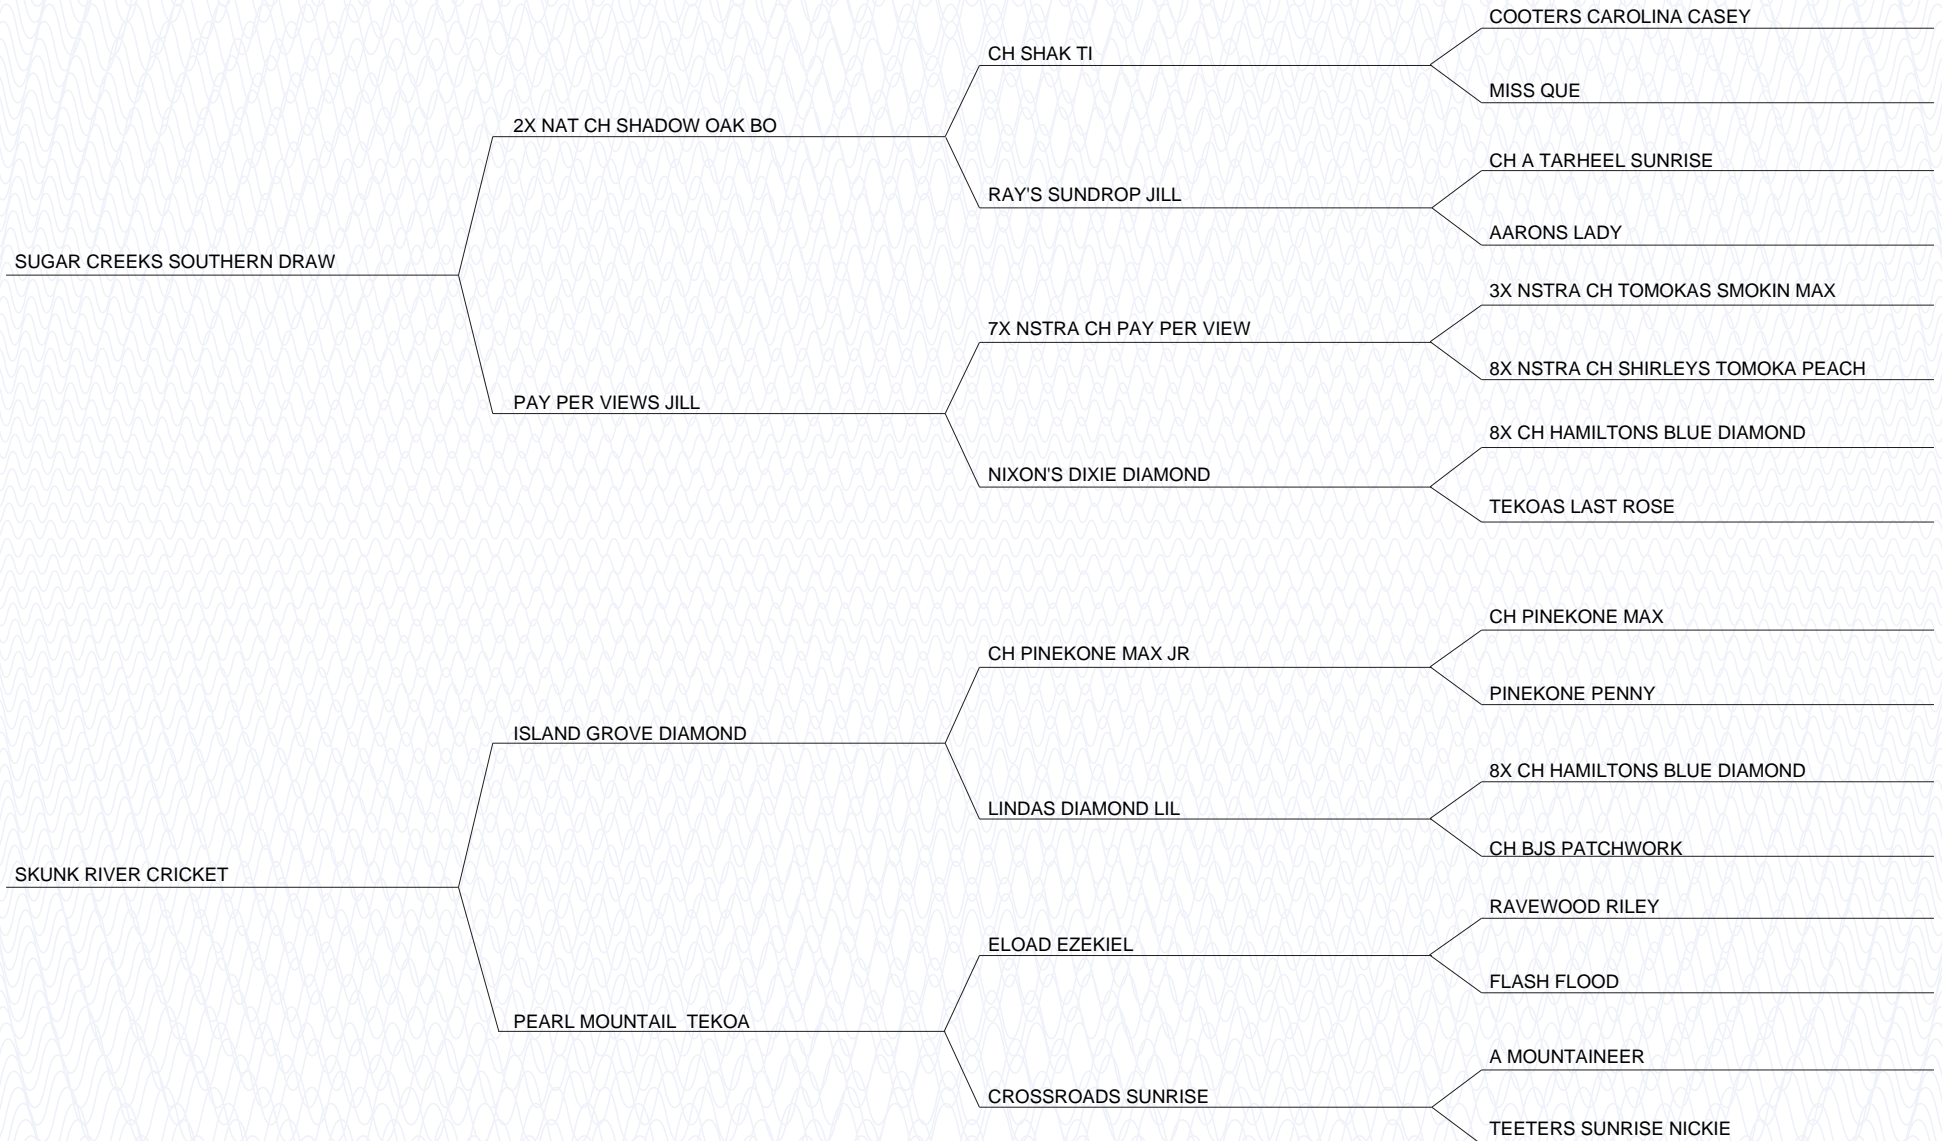 COOTERS CAROLINA CASEY
CH SHAK TI
MISS QUE
2X NAT CH SHADOW OAK BO
CH A TARHEEL SUNRISE
RAY'S SUNDROP JILL
AARONS LADY
SUGAR CREEKS SOUTHERN DRAW
3X NSTRA CH TOMOKAS SMOKIN MAX
7X NSTRA CH PAY PER VIEW
8X NSTRA CH SHIRLEYS TOMOKA PEACH
PAY PER VIEWS JILL
8X CH HAMILTONS BLUE DIAMOND
NIXON'S DIXIE DIAMOND
TEKOAS LAST ROSE
CH PINEKONE MAX
CH PINEKONE MAX JR
PINEKONE PENNY
ISLAND GROVE DIAMOND
8X CH HAMILTONS BLUE DIAMOND
LINDAS DIAMOND LIL
CH BJS PATCHWORK
SKUNK RIVER CRICKET
RAVEWOOD RILEY
ELOAD EZEKIEL
FLASH FLOOD
PEARL MOUNTAIL  TEKOA
A MOUNTAINEER
CROSSROADS SUNRISE
TEETERS SUNRISE NICKIE